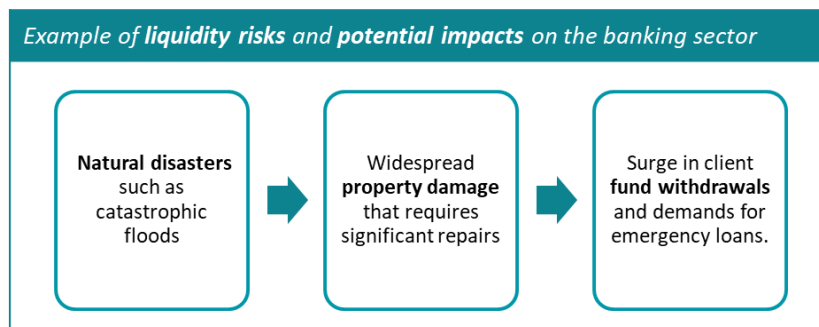 Example of liquidity risks and potential impacts on the banking sector
Natural disasters
such as
catastrophic
floods
Widespread
property damage
that requires
significant repairs
Surge in client
fund withdrawals
and demands for
emergency loans.